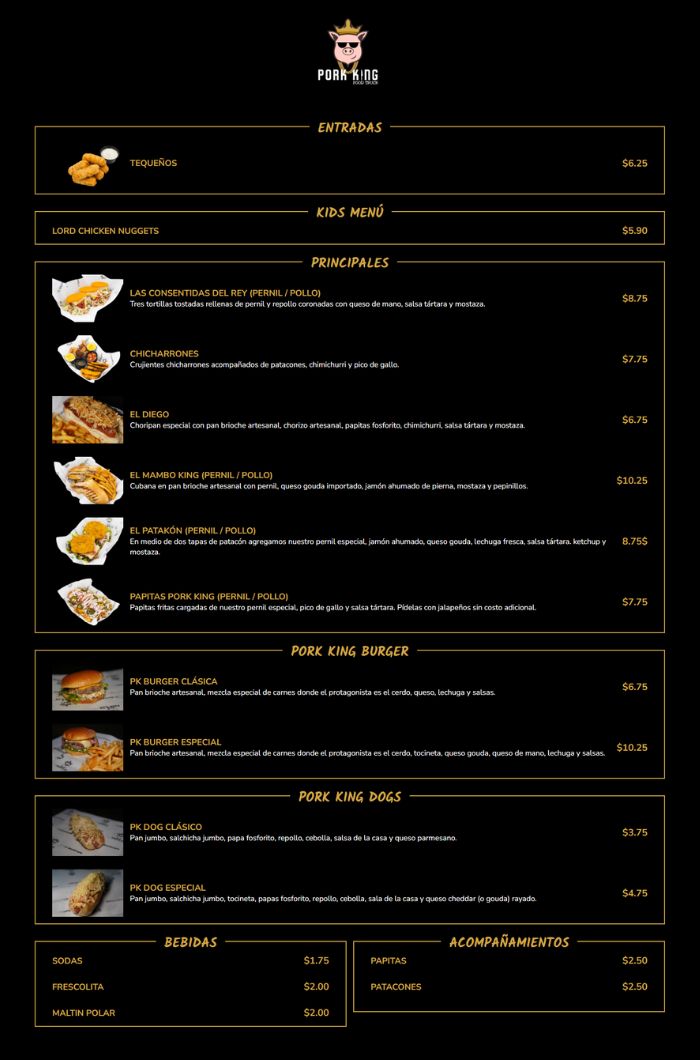 PORK KING
FOOD TRUCK
ENTRADAS
TEQUEÑOS
$6.25
KIDS MENÚ
LORD CHICKEN NUGGETS
$5.90
PRINCIPALES
LAS CONSENTIDAS DEL REY (PERNIL / POLLO)
Tres tortillas tostadas rellenas de pernil y repollo coronadas con queso de mano, salsa tártara y mostaza.
$8.75
CHICHARRONES
Crujientes chicharrones acompañados de patacones, chimichurri y pico de gallo.
$7.75
EL DIEGO
Choripan especial con pan brioche artesanal, chorizo artesanal, papitas fosforito, chimichurri, salsa tártara y mostaza.
$6.75
EL MAMBO KING (PERNIL / POLLO)
Cubana en pan brioche artesanal con pernil, queso gouda importado, jamón ahumado de pierna, mostaza y pepinillos.
$10.25
EL PATAKÓN (PERNIL / POLLO)
En medio de dos tapas de patacón agregamos nuestro pernil especial, jamón ahumado, queso gouda, lechuga fresca, salsa tártara. ketchup y
mostaza.
8.75$
PAPITAS PORK KING (PERNIL / POLLO)
Papitas fritas cargadas de nuestro pernil especial, pico de gallo y salsa tártara. Pídelas con jalapeños sin costo adicional.
$7.75
PORK KING BURGER
PK BURGER CLÁSICA
Pan brioche artesanal, mezcla especial de carnes donde el protagonista es el cerdo, queso, lechuga y salsas.
$6.75
PK BURGER ESPECIAL
Pan brioche artesanal, mezcla especial de carnes donde el protagonista es el cerdo, tocineta, queso gouda, queso de mano, lechuga y salsas.
$10.25
PORK KING DOGS
PK DOG CLÁSICO
Pan jumbo, salchicha jumbo, papa fosforito, repollo, cebolla, salsa de la casa y queso parmesano.
$3.75
PK DOG ESPECIAL
Pan jumbo, salchicha jumbo, tocineta, papas fosforito, repollo, cebolla, sala de la casa y queso cheddar (o gouda) rayado.
$4.75
BEBIDAS
SODAS
$1.75
FRESCOLITA
$2.00
MALTIN POLAR
$2.00
ACOMPAÑAMIENTOS
PAPITAS
$2.50
PATACONES
$2.50